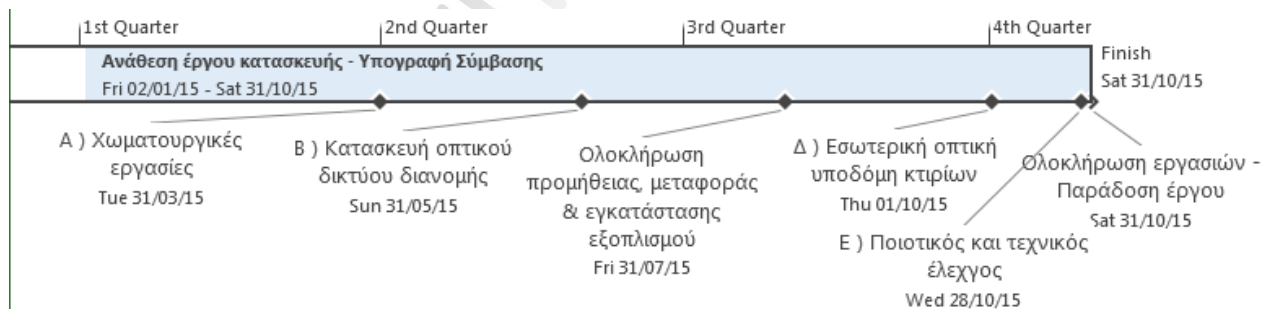 1st Quarter
2nd Quarter
3rd Quarter
4th Quarter
Ανάθεση έργου κατασκευής - Υπογραφή Σύμβασης
Fri 02/01/15 - Sat 31/10/15
Finish
Sat 31/10/15
Α ) Χωματουργικές
εργασίες
Tue 31/03/15
Β ) Κατασκευή οπτικού
δικτύου διανομής
Sun 31/05/15
Ολοκλήρωση
προμήθειας, μεταφοράς
& εγκατάστασης
εξοπλισμού
Fri 31/07/15
Δ ) Εσωτερική οπτική
υποδόμη κτιρίων
Thu 01/10/15
Ε ) Ποιοτικός και τεχνικός
έλεχγος
Wed 28/10/15
Ολοκλήρωση εργασιών -
Παράδοση έργου
Sat 31/10/15